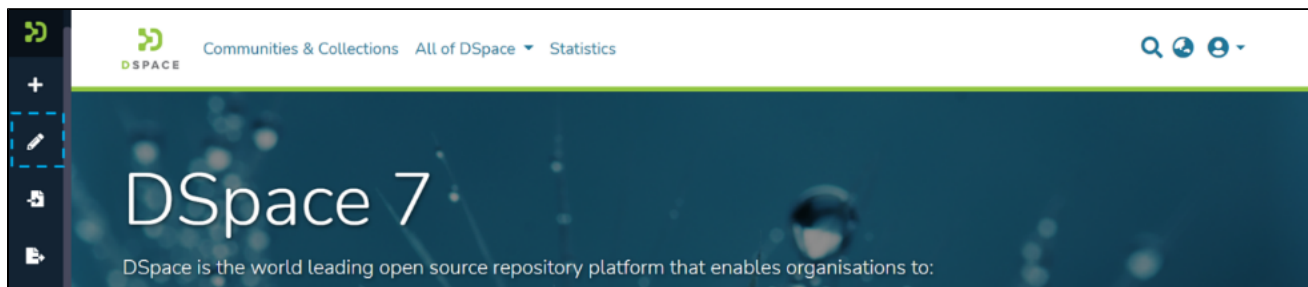 DSPACE
Communities & Collections All of DSpace Statistics
DSpace 7
DSpace is the world leading open source repository platform that enables organisations to: